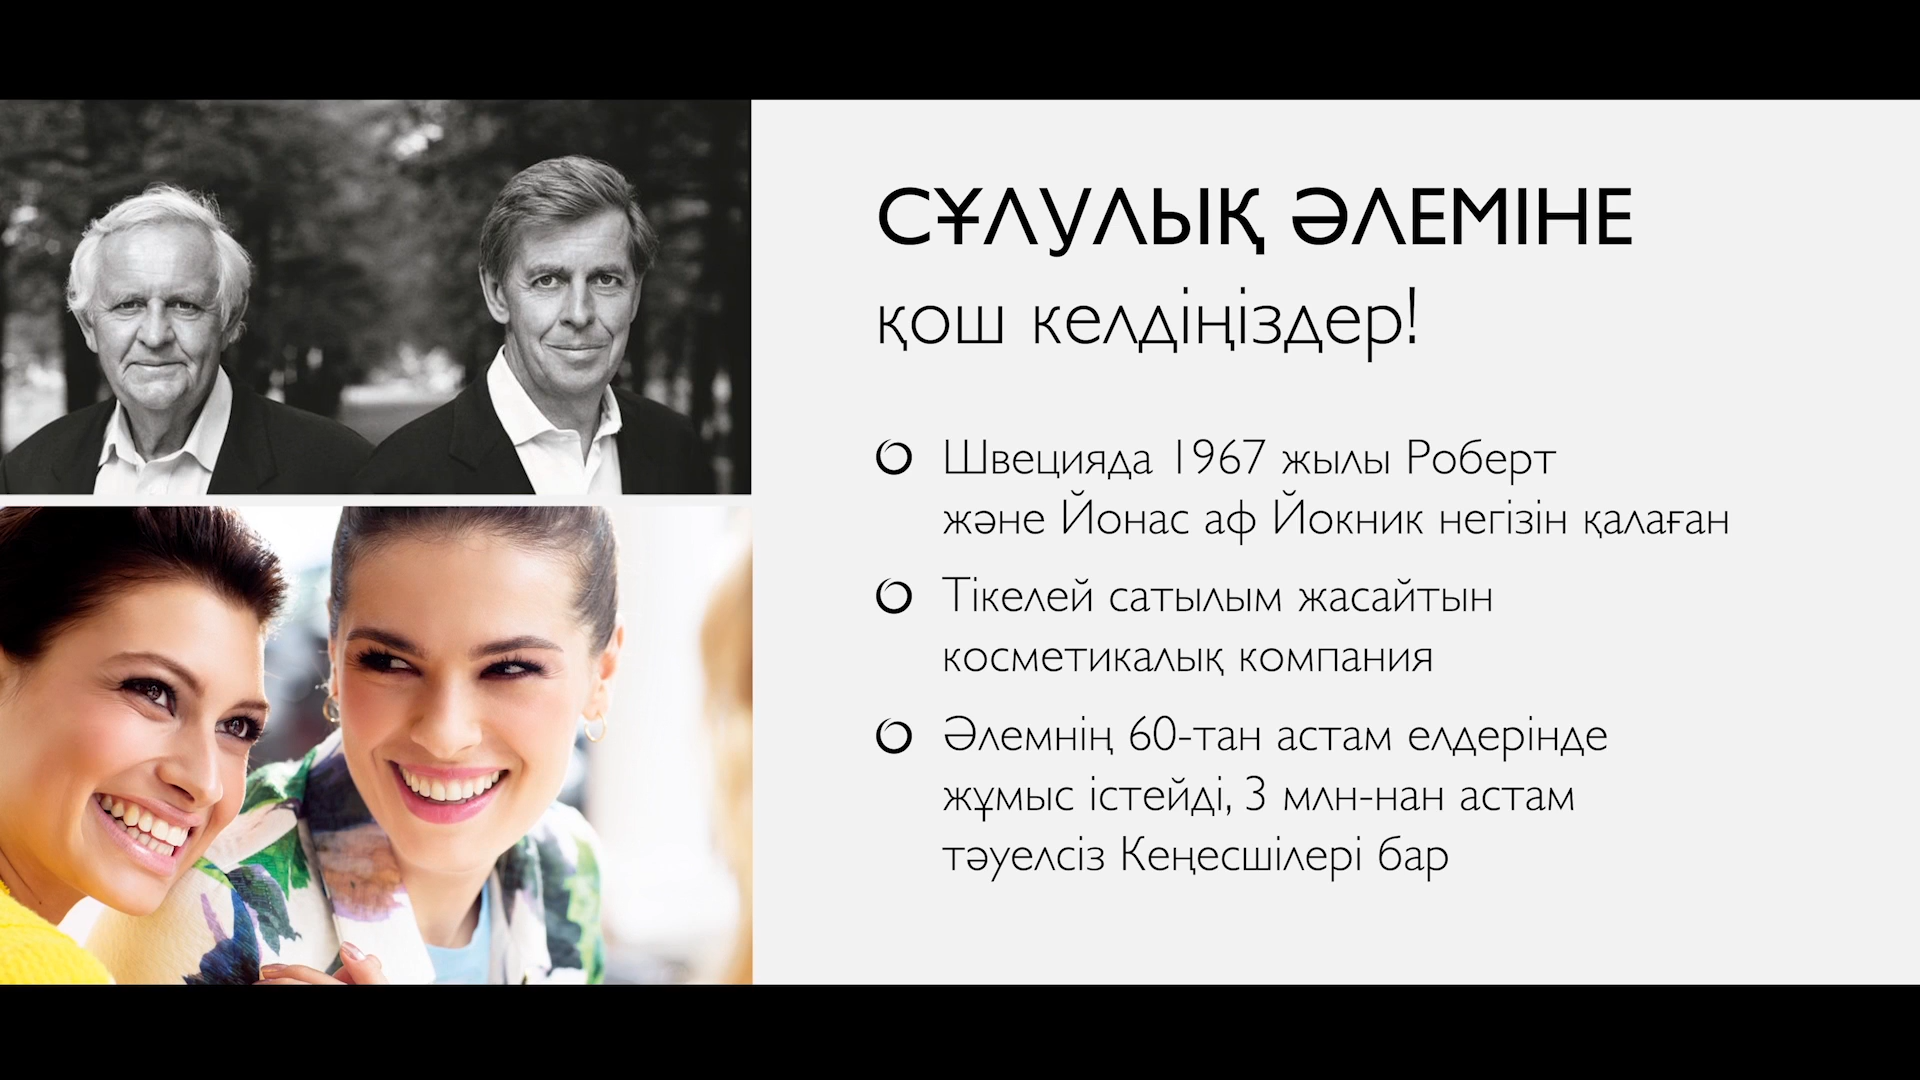 СҰЛУЛЫҚ ӘЛЕМІНЕ
қош келдіңіздер!
Швецияда 1967 жылы Роберт
және Йонас аф Йокник негізін қалаған
Тікелей сатылым жасайтын
косметикалық компания
Әлемнің 60-тан астам елдерінде
жұмыс істейді, 3 млн-нан астам
тәуелсіз Кеңесшілері бар